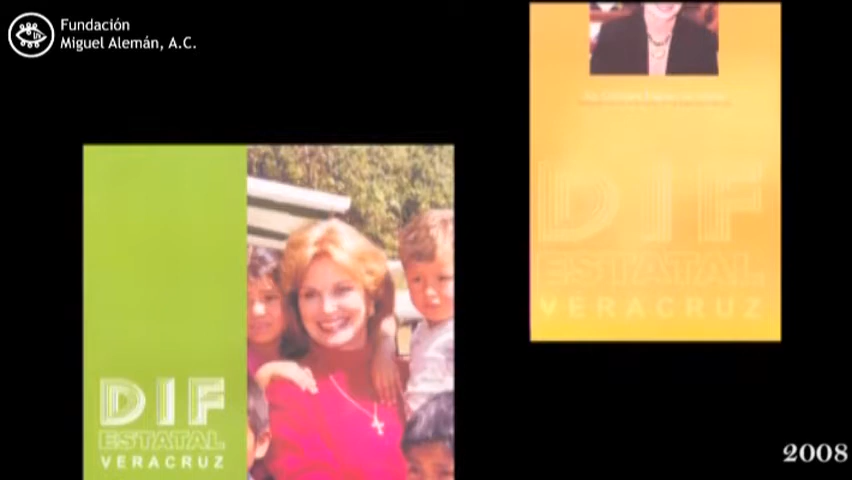 Fundación
Miguel Alemán, A.C.
DIF
ESTATAL
VERACRUZ
DIF
ESTATAL
VERACRUZ
2008